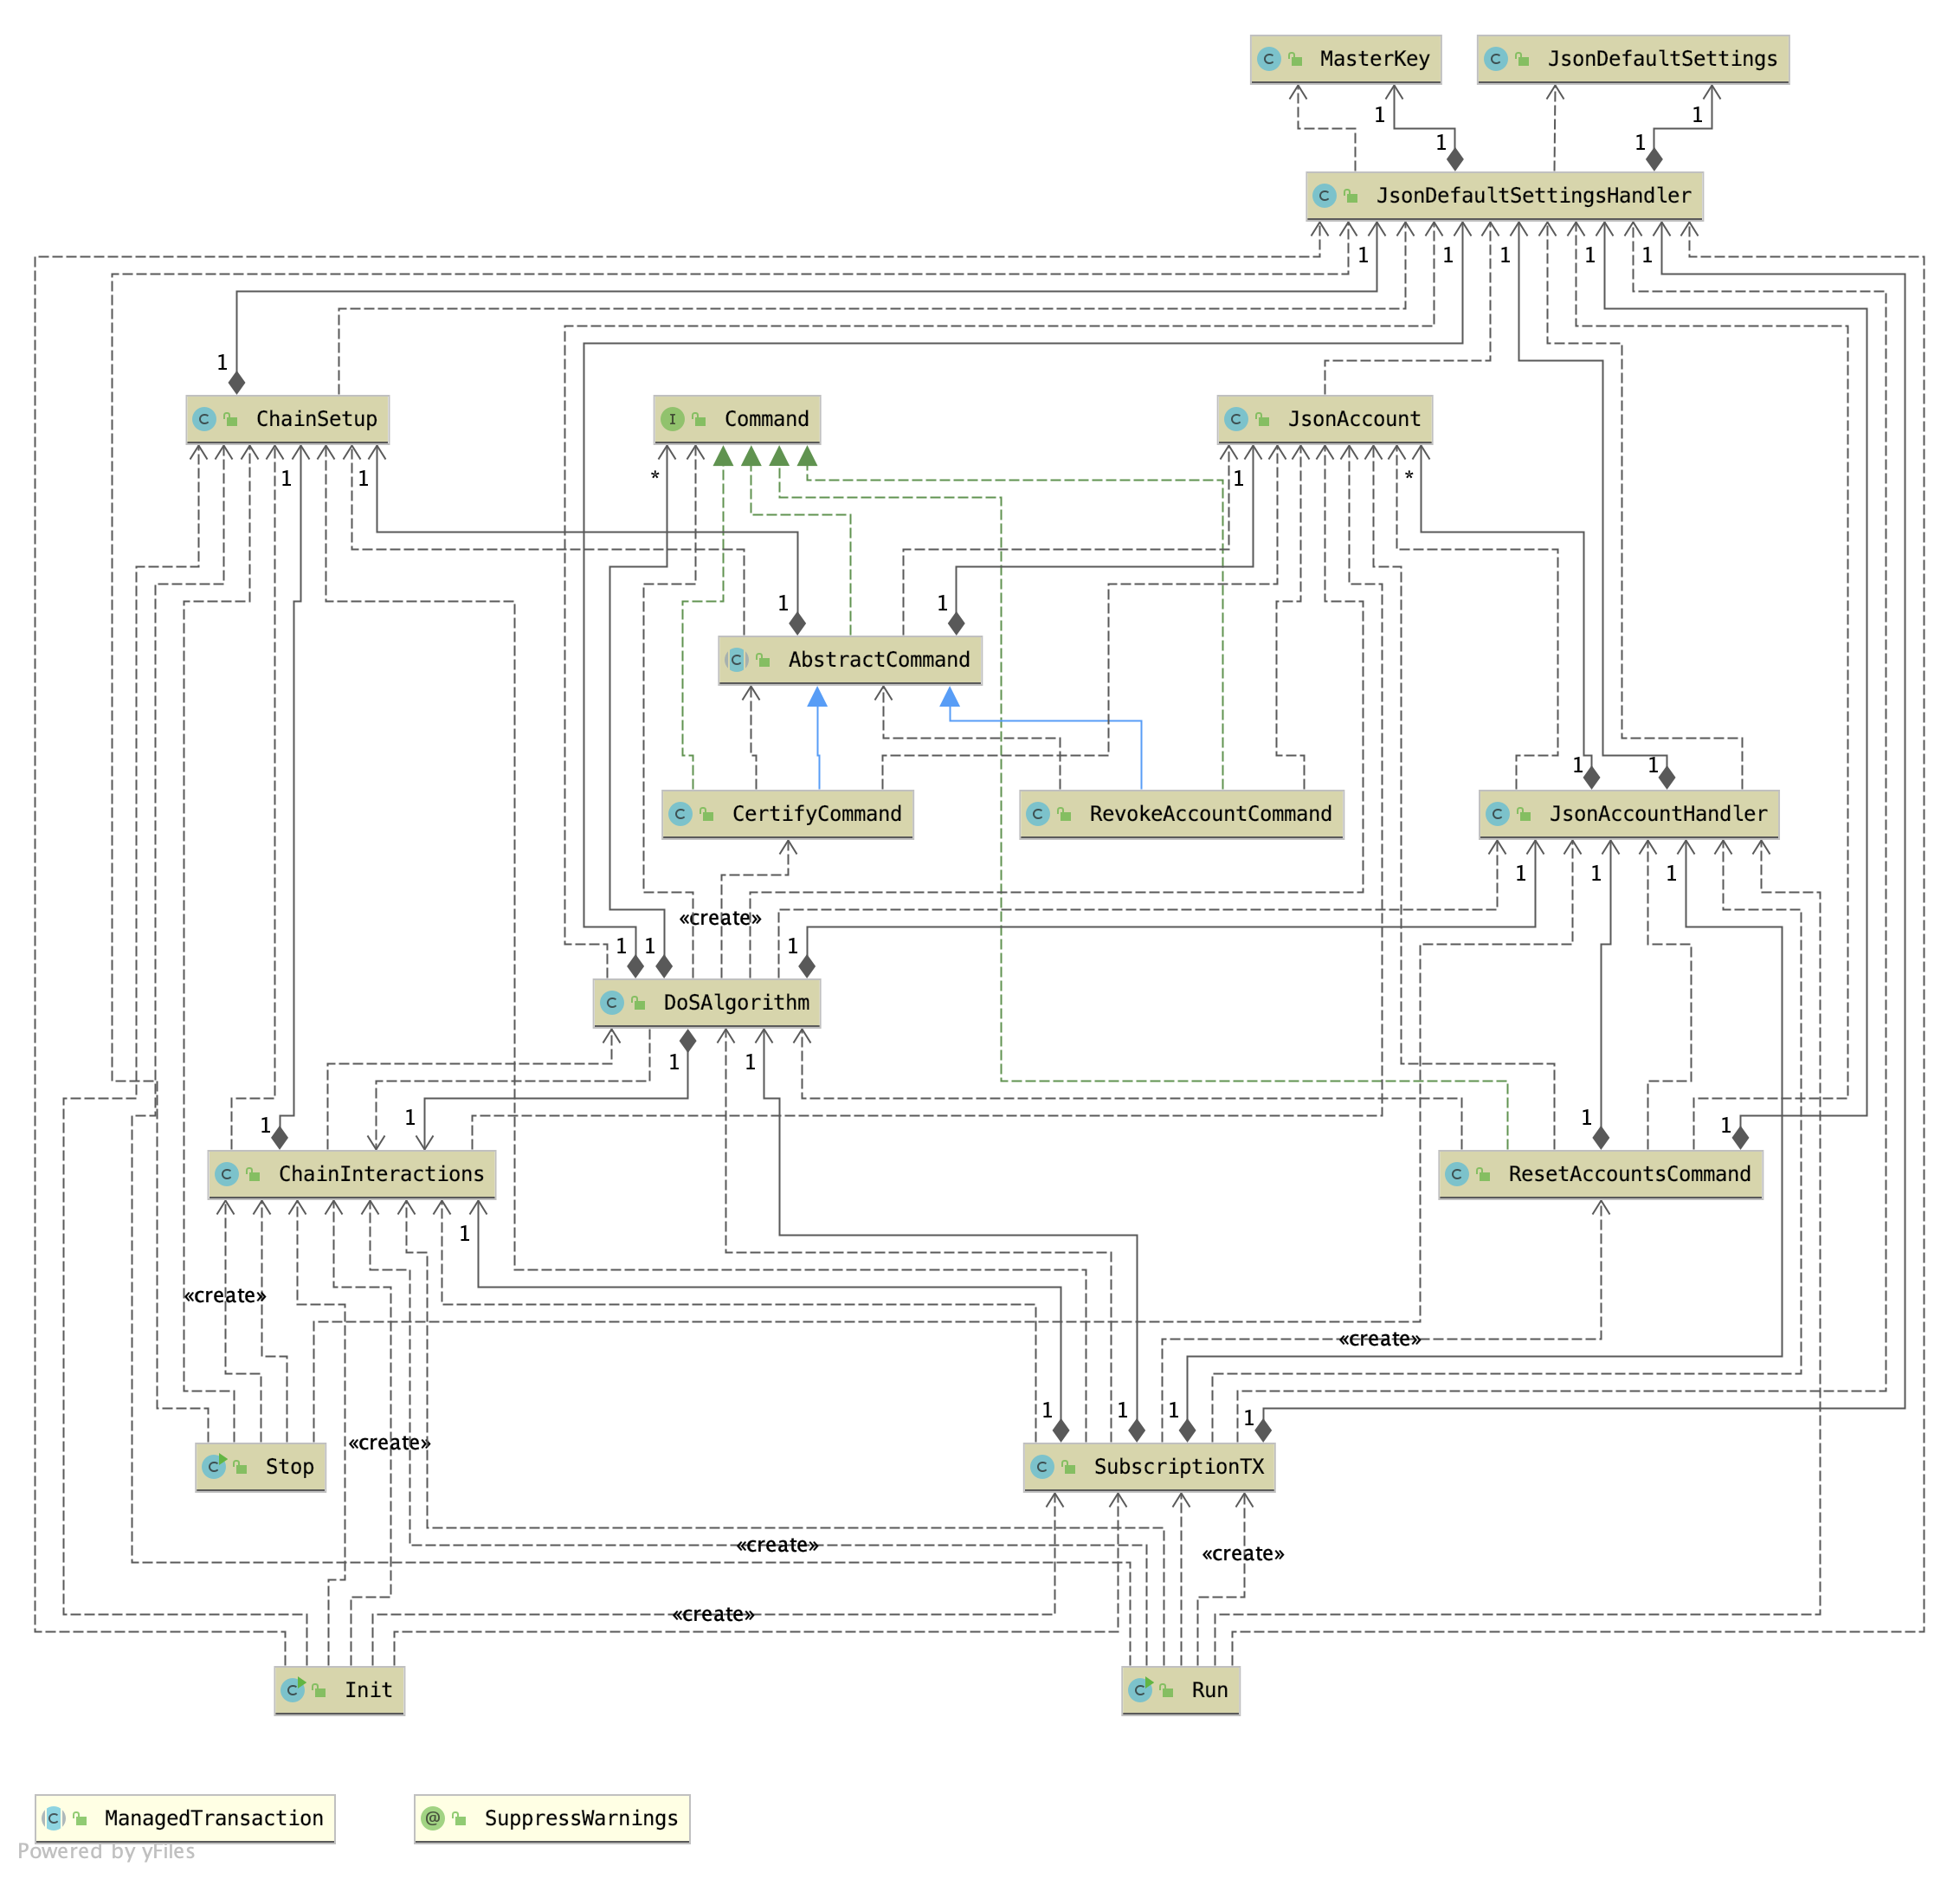 MasterKey
JsonDefaultSettings
1
1
1
1
JsonDefaultSettingsHandler
1
1
1
1
1
1
ChainSetup
Command
JsonAccount
1
1
*
1
*
1
1
AbstractCommand
1
1
CertifyCommand
RevokeAccountCommand
JsonAccountHandler
1
1
1
«create»
1
1
1
DoSAlgorithm
1
1
1
1
1
1
ChainInteractions
ResetAccountsCommand
1
«create»
«create»
1
1
1
1
«create»
Stop
SubscriptionTX
«create»
«create»
«create»
Init
Run
ManagedTransaction
SuppressWarnings
Powered by yFiles